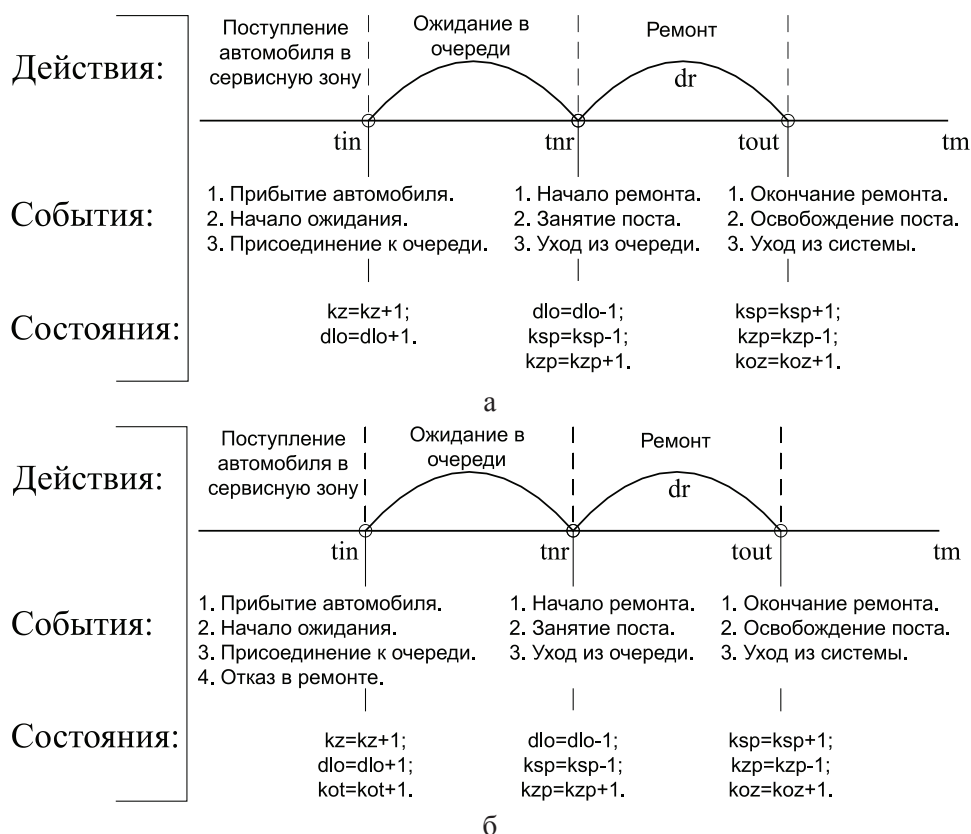 Поступление
автомобиля в
сервисную зону
Ожидание в
очереди
Ремонт
Действия:
dr
tin
tnr
tout
tm
События:
1. Прибытие автомобиля.
2. Начало ожидания.
3. Присоединение к очереди.
1. Начало ремонта.
2. Занятие поста.
3. Уход из очереди.
1. Окончание ремонта.
2. Освобождение поста.
3. Уход из системы.
Состояния:
kz=kz+1;
dlo=dlo+1.
dlo=dlo-1;
ksp=ksp-1;
kzp=kzp+1.
ksp=ksp+1;
kzp=kzp-1;
koz=koz+1.
а
Поступление
автомобиля в
сервисную зону
Ожидание в
очереди
Ремонт
Действия:
dr
tin
tnr
tout
tm
События:
1. Прибытие автомобиля.
2. Начало ожидания.
3. Присоединение к очереди.
4. Отказ в ремонте.
1. Начало ремонта.
2. Занятие поста.
3. Уход из очереди.
1. Окончание ремонта.
2. Освобождение поста.
3. Уход из системы.
Состояния:
kz=kz+1;
dlo=dlo+1;
kot=kot+1.
dlo=dlo-1;
ksp=ksp-1;
kzp=kzp+1.
ksp=ksp+1;
kzp=kzp-1;
koz=koz+1.
б